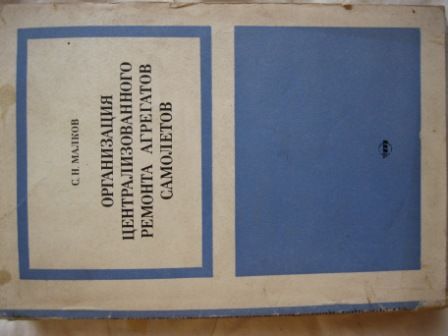 С. Н. МАЛКОВ
ОРГАНИЗАЦИЯ
ЦЕНТРАЛИЗОВАННОГО
РЕМОНТА АГРЕГАТОВ
САМОЛЕТОВ